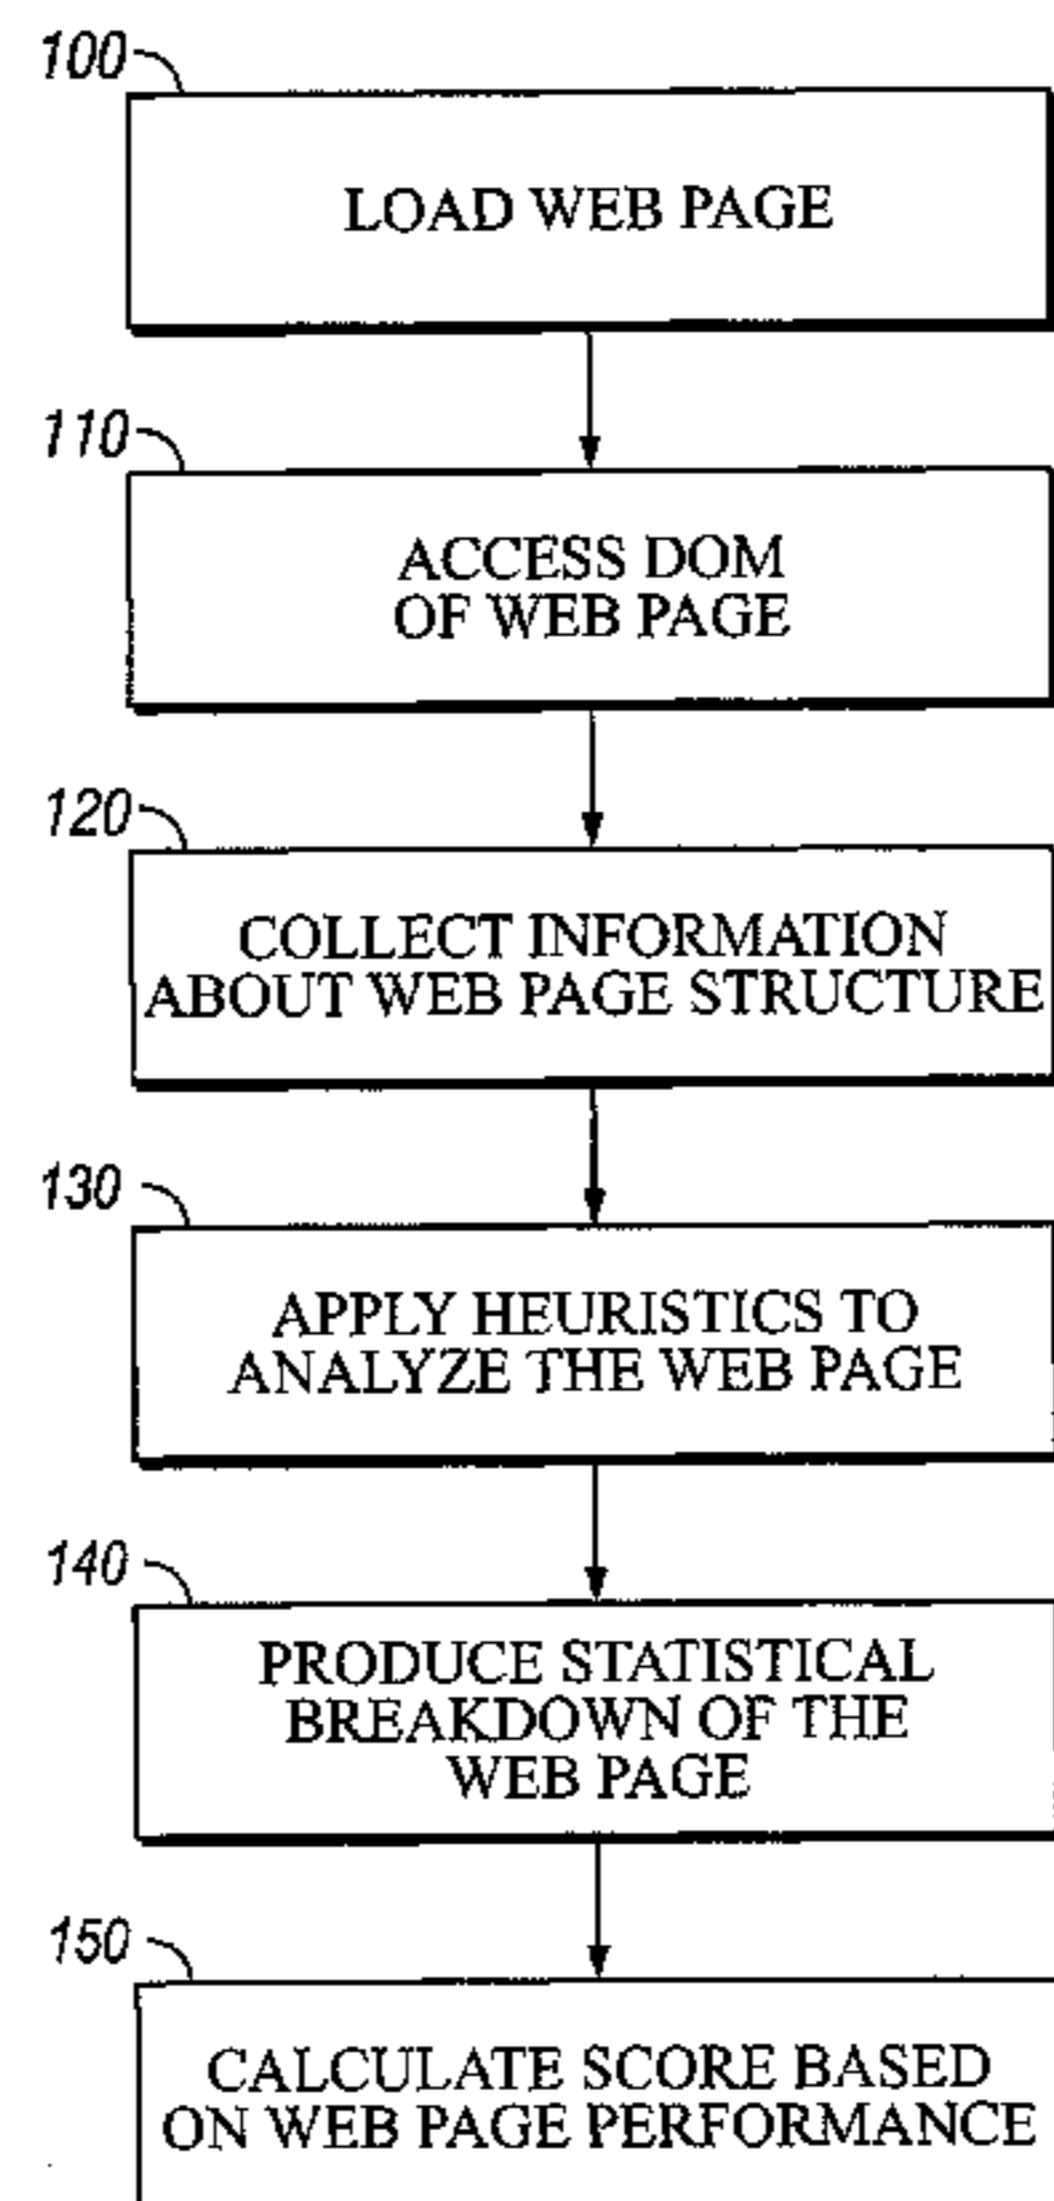 100
LOAD WEB PAGE
110
ACCESS DOM
OF WEB PAGE
120
COLLECT INFORMATION
ABOUT WEB PAGE STRUCTURE
130
APPLY HEURISTICS TO
ANALYZE THE WEB PAGE
140
PRODUCE STATISTICAL
BREAKDOWN OF THE
WEB PAGE
150
CALCULATE SCORE BASED
ON WEB PAGE PERFORMANCE